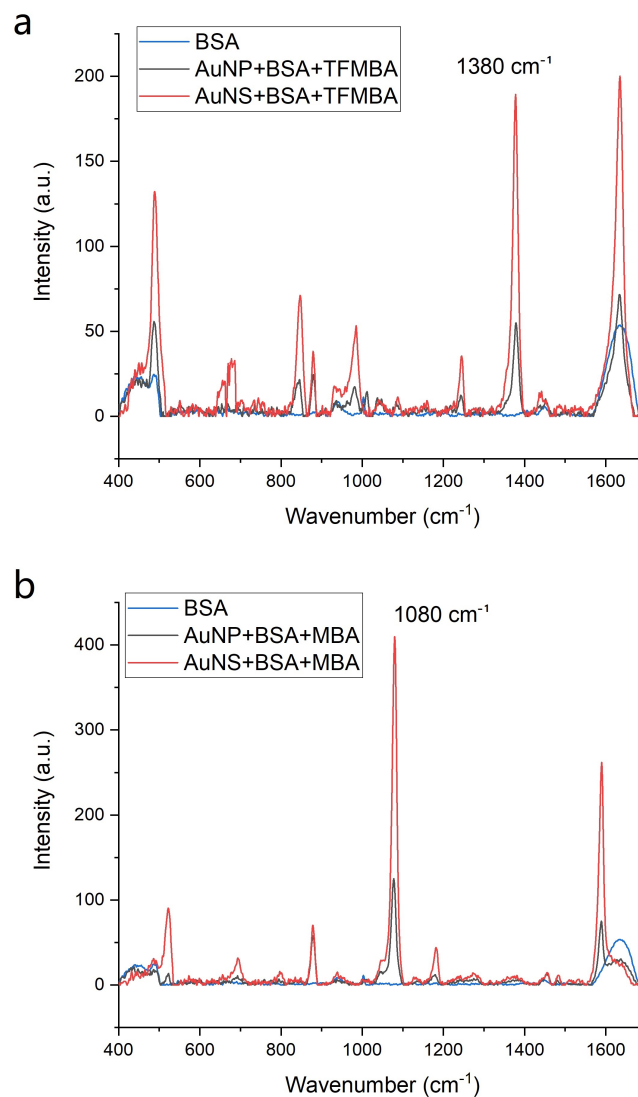 a
BSA
AuNP+BSA+TFMBA
AuNS+BSA+TFMBA
1380 cm⁻¹
200
150
100
50
0
Intensity (a.u.)
400 600 800 1000 1200 1400 1600
Wavenumber (cm⁻¹)
b
BSA
AuNP+BSA+MBA
AuNS+BSA+MBA
1080 cm⁻¹
400
300
200
100
0
Intensity (a.u.)
400 600 800 1000 1200 1400 1600
Wavenumber (cm⁻¹)